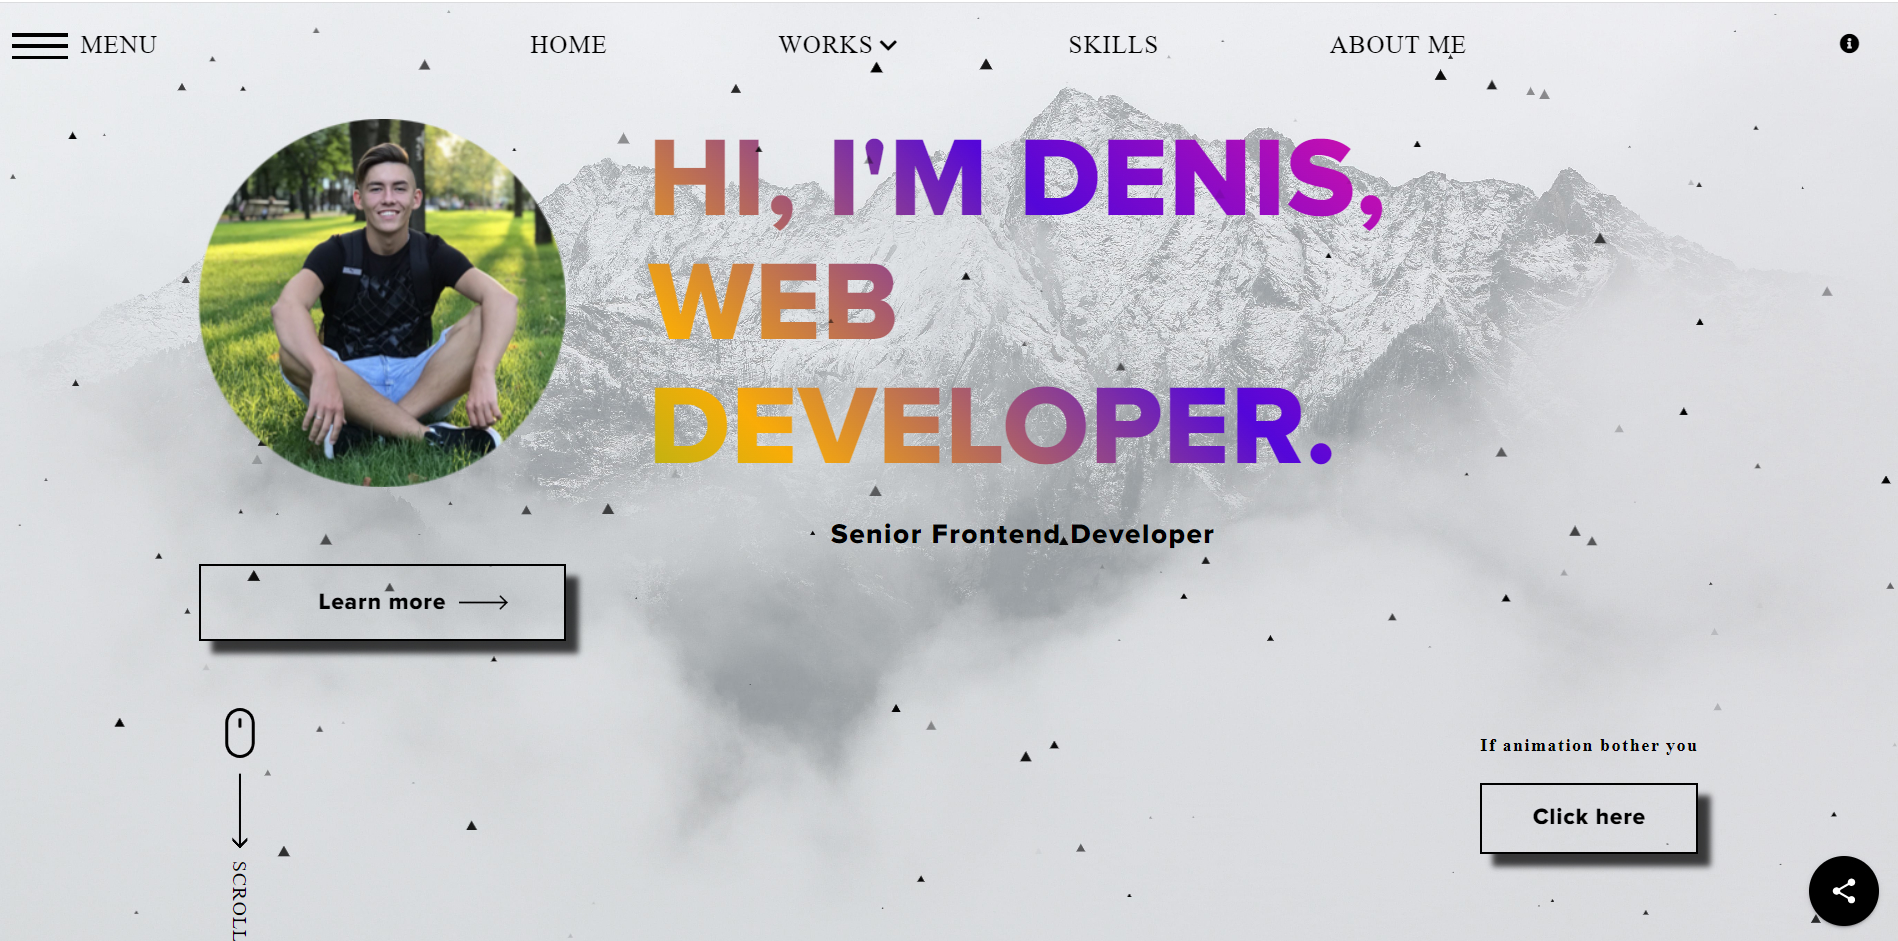 MENU
HOME
WORKS
SKILLS
ABOUT ME
HI, I'M DENIS,
WEB
DEVELOPER.
Senior Frontend Developer
Learn more
SCROLL
If animation bother you
Click here